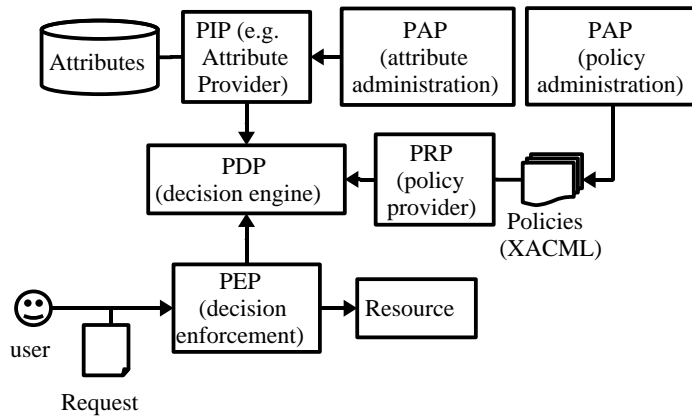 Attributes
PIP (e.g.
Attribute
Provider)
PAP
(attribute
administration)
PAP
(policy
administration)
PDP
(decision engine)
PRP
(policy
provider)
Policies
(XACML)
PEP
(decision
enforcement)
Resource
user
Request